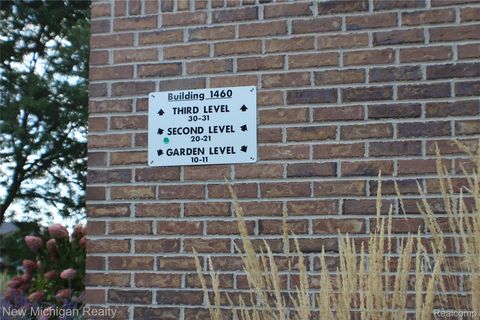 Building 1460
THIRD LEVEL
30-31
SECOND LEVEL
20-21
GARDEN LEVEL
10-11
New Michigan Realty
Realcomp